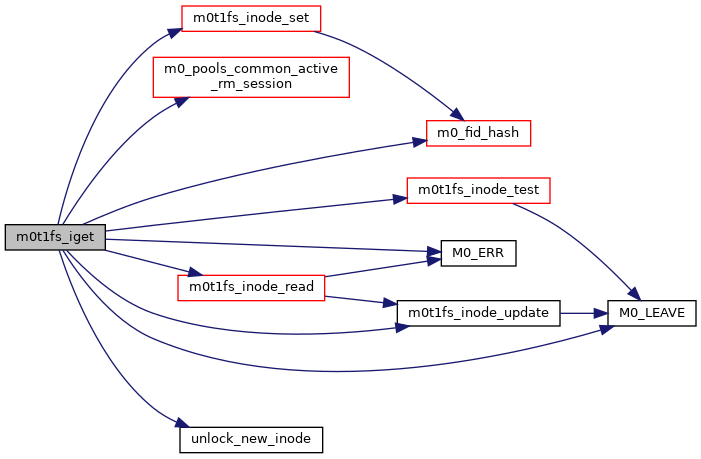 m0t1fs_inode_set
m0_pools_common_active
_rm_session
m0_fid_hash
m0t1fs_inode_test
m0t1fs_iget
M0_ERR
m0t1fs_inode_read
m0t1fs_inode_update
M0_LEAVE
unlock_new_inode